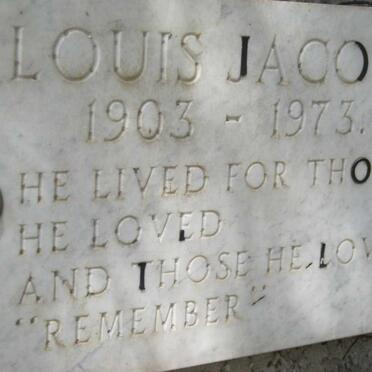 LOUIS JACO
1903 - 1973.
HE LIVED FOR THO
HE LOVED
AND THOSE HE LOV
"REMEMBER"